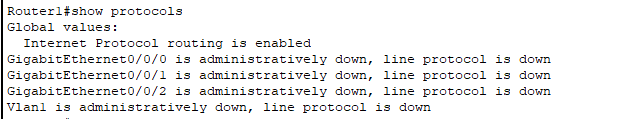 Router1#show protocols
Global values:
  Internet Protocol routing is enabled
GigabitEthernet0/0/0 is administratively down, line protocol is down
GigabitEthernet0/0/1 is administratively down, line protocol is down
GigabitEthernet0/0/2 is administratively down, line protocol is down
Vlan1 is administratively down, line protocol is down